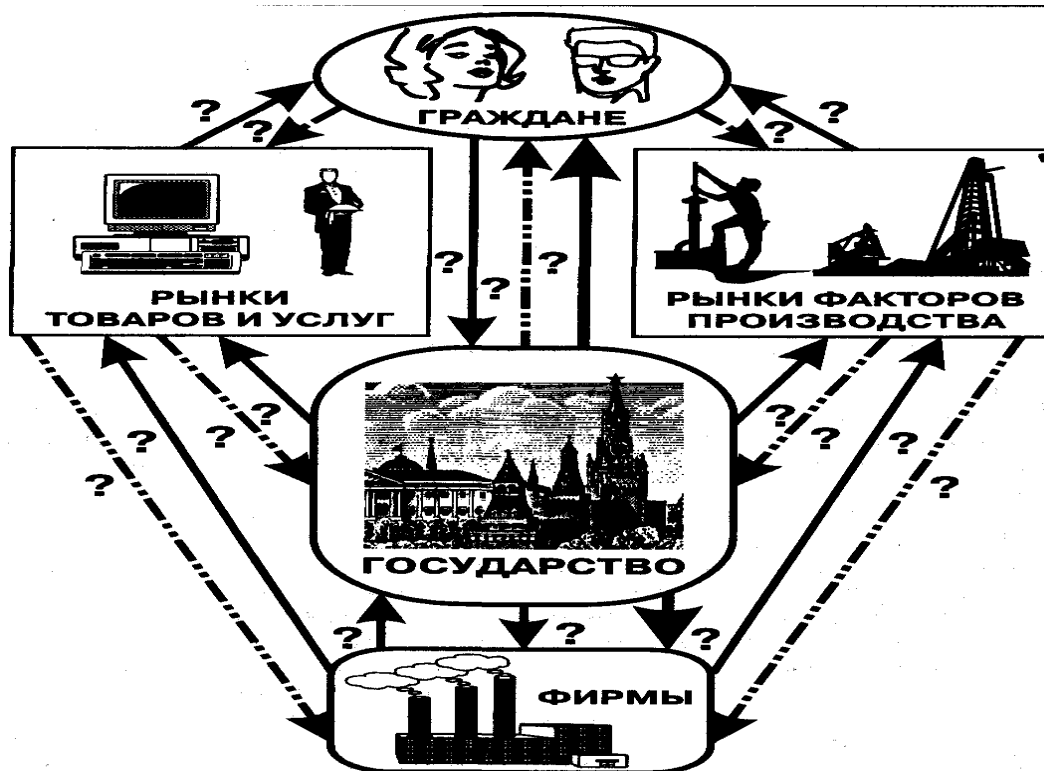 ГРАЖДАНЕ
? ? ? ?
РЫНКИ
ТОВАРОВ И УСЛУГ
? ? ?
РЫНКИ ФАКТОРОВ
ПРОИЗВОДСТВА
? ? ? ?
? ? ? ?
ГОСУДАРСТВО
? ? ?
ФИРМЫ